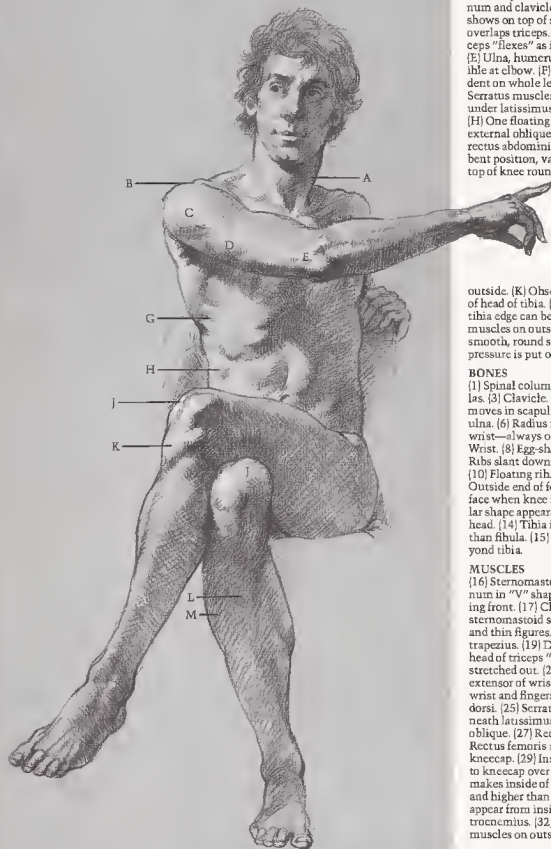 A
B
C
D
E
G
H
J
K
J
L
M
num and clavicle
shows on top of s
overlaps triceps.
ceps "flexes" as i
(E) Ulna, humeru
ible at elbow. (F)
dent on whole le
Serratus muscle
under latissimus
(H) One floating
external oblique
rectus abdomini
bent position, va
top of knee roun
outside. (K) Obs
of head of tibia. (
tibia edge can be
muscles on outs
smooth, round s
pressure is put o
BONES
(1) Spinal colum
las. (3) Clavicle.
moves in scapul
ulna. (6) Radius
wrist—always o
Wrist. (8) Egg-sh
Ribs slant down
(10) Floating rib.
Outside end of fe
face when knee
lar shape appear
head. (14) Tibia i
than fibula. (15)
yond tibia.
MUSCLES
(16) Sternomast
num in "V" shap
ing front. (17) Cl
sternomastoid s
and thin figures.
trapezius. (19) D
head of triceps "
stretched out. (2
extensor of wris
wrist and finger
dorsi. (25) Serrat
neath latissimus
oblique. (27) Rec
Rectus femoris
kneecap. (29) Ins
to kneecap over
makes inside of
and higher than
appear from insi
trocnemius. (32
muscles on outs